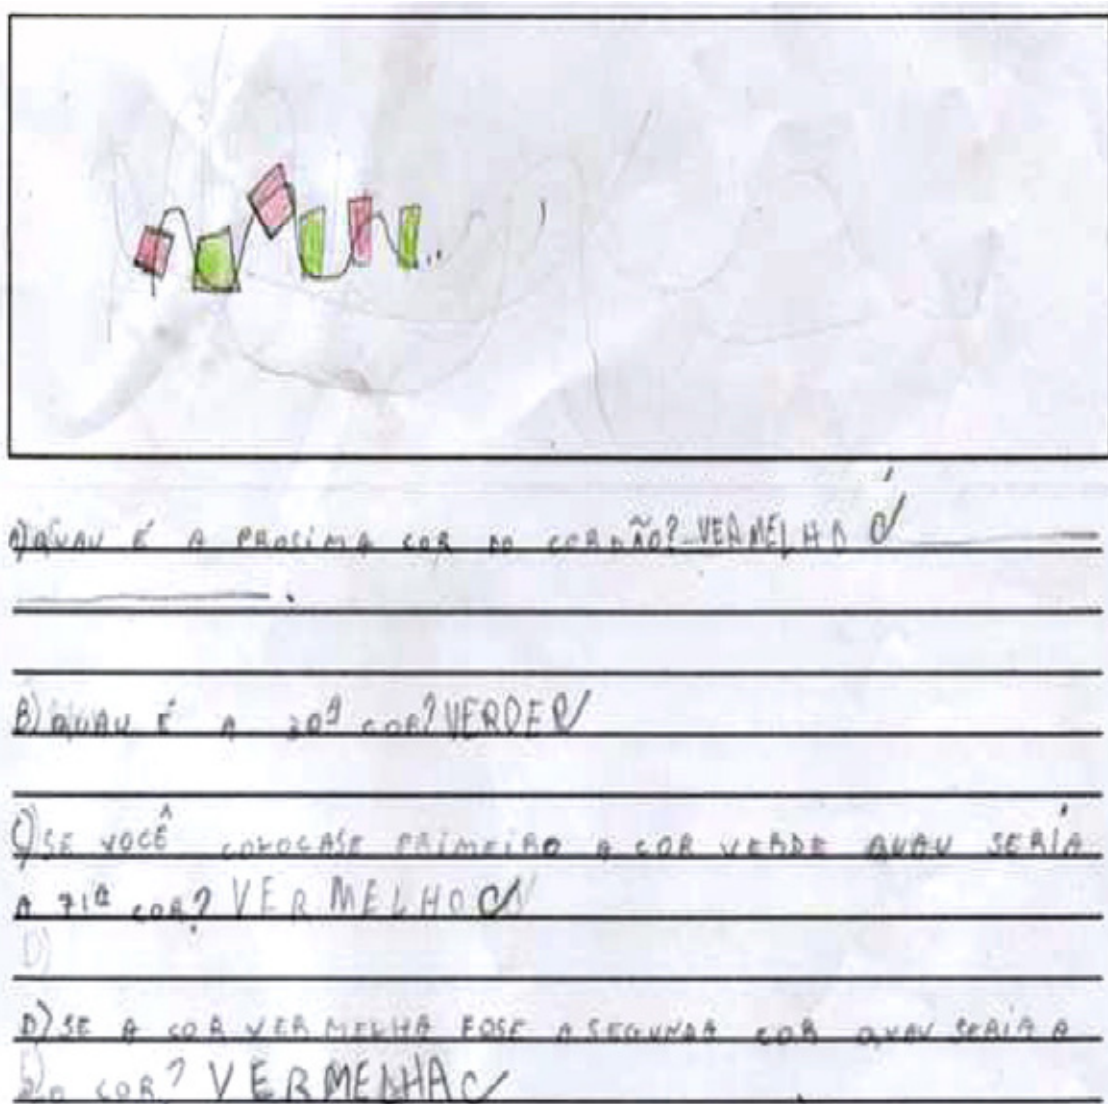 A) QUAU É A PROSIMA COR DO CORDÃO? VERMELHO
B) QUAU É A 30ª COR? VERDE
C) SE VOCÊ COLOCASE PRIMEIRO A COR VERDE QUAU SERIA
A 71ª COR? VERMELHO
D)
D) SE A COR VERMELHA FOSE A SEGUNDA COR QUAU SERIA A
COR? VERMELHA